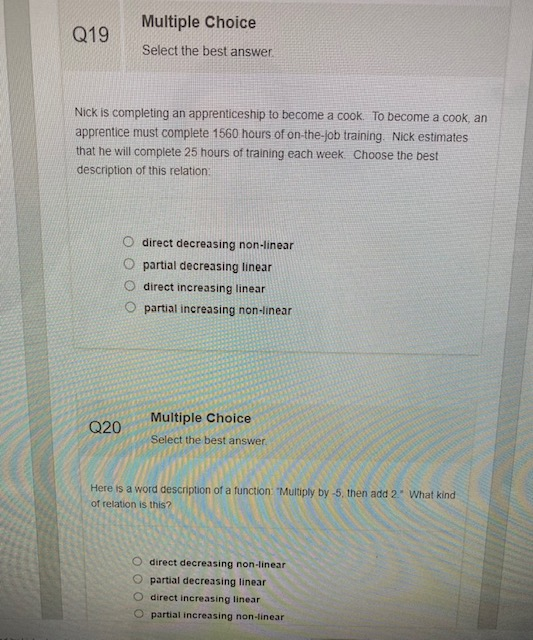 Q19
Multiple Choice
Select the best answer.
Nick is completing an apprenticeship to become a cook. To become a cook, an
apprentice must complete 1560 hours of on-the-job training. Nick estimates
that he will complete 25 hours of training each week. Choose the best
description of this relation:
direct decreasing non-linear
partial decreasing linear
direct increasing linear
partial increasing non-linear
Q20
Multiple Choice
Select the best answer.
Here is a word description of a function: "Multiply by -5, then add 2." What kind
of relation is this?
direct decreasing non-linear
partial decreasing linear
direct increasing linear
partial increasing non-linear